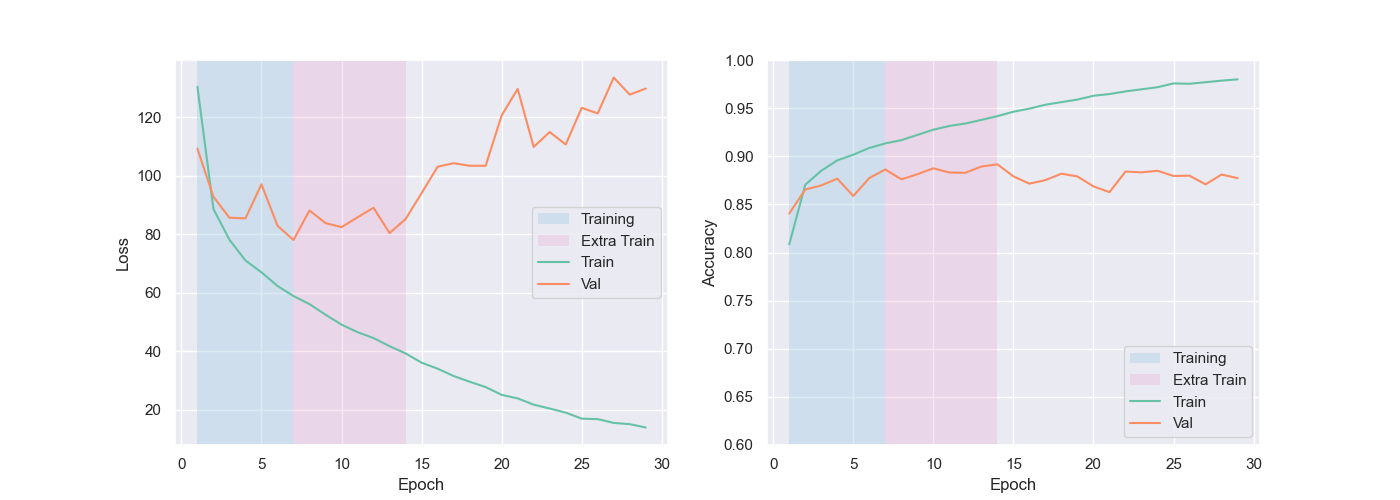 120
100
80
60
40
20
Loss
0 5 10 15 20 25 30
Epoch
Training
Extra Train
Train
Val
1.00
0.95
0.90
0.85
0.80
0.75
0.70
0.65
0.60
Accuracy
0 5 10 15 20 25 30
Epoch
Training
Extra Train
Train
Val